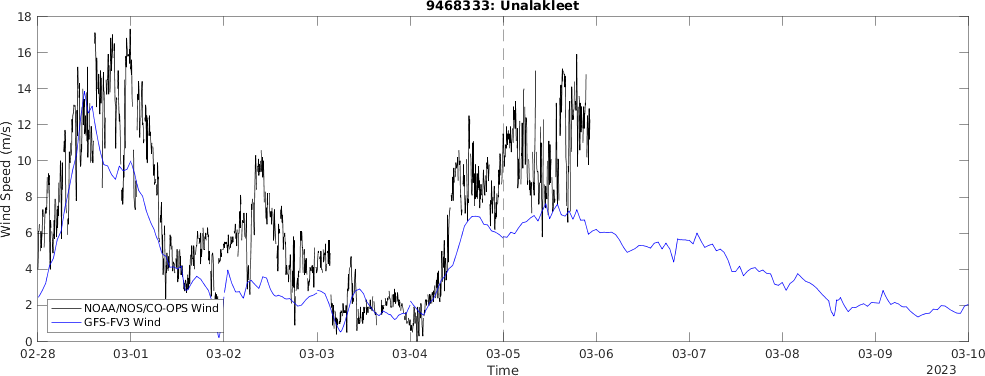 9468333: Unalakleet
18
16
14
12
10
8
6
4
2
0
Wind Speed (m/s)
NOAA/NOS/CO-OPS Wind
GFS-FV3 Wind
02-28 03-01 03-02 03-03 03-04 03-05 03-06 03-07 03-08 03-09 03-10
Time
2023